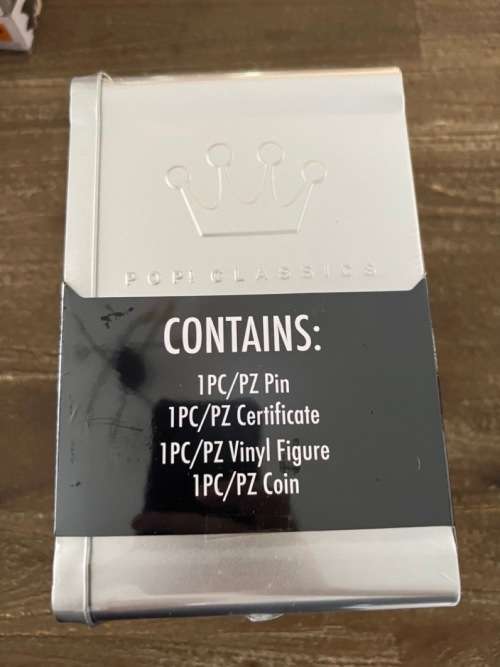 POP! CLASSICS
CONTAINS:
1PC/PZ Pin
1PC/PZ Certificate
1PC/PZ Vinyl Figure
1PC/PZ Coin